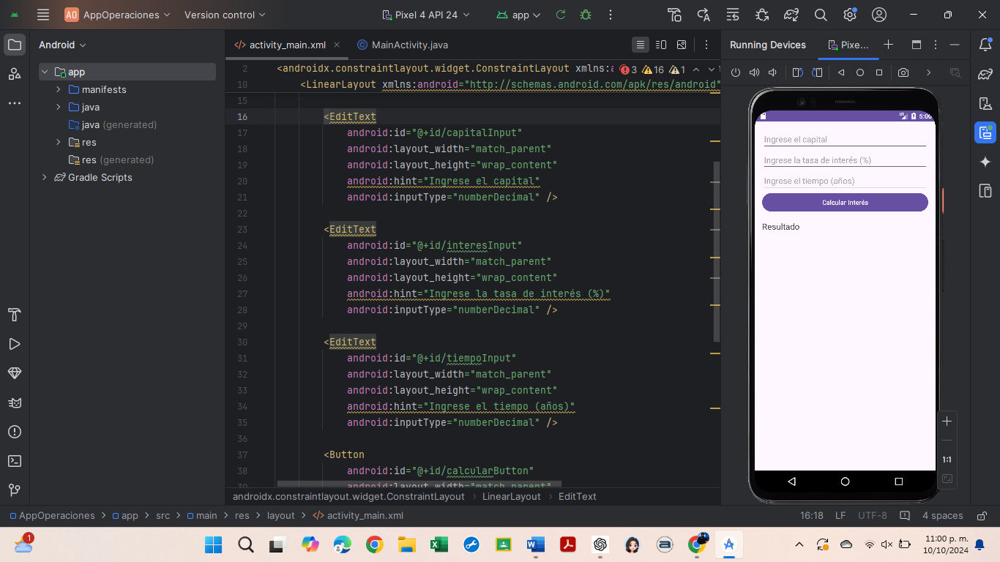 AO AppOperaciones Version control Pixel 4 API 24 app
Android
app
manifests
java
java (generated)
res
res (generated)
Gradle Scripts
activity_main.xml MainActivity.java
2 <androidx.constraintlayout.widget.ConstraintLayout xmlns:a 3 16 1
10 <LinearLayout xmlns:android="http://schemas.android.com/apk/res/android"
15
16 <EditText
17 android:id="@+id/capitalInput"
18 android:layout_width="match_parent"
19 android:layout_height="wrap_content"
20 android:hint="Ingrese el capital"
21 android:inputType="numberDecimal" />
22
23 <EditText
24 android:id="@+id/interesInput"
25 android:layout_width="match_parent"
26 android:layout_height="wrap_content"
27 android:hint="Ingrese la tasa de interés (%)"
28 android:inputType="numberDecimal" />
29
30 <EditText
31 android:id="@+id/tiempoInput"
32 android:layout_width="match_parent"
33 android:layout_height="wrap_content"
34 android:hint="Ingrese el tiempo (años)"
35 android:inputType="numberDecimal" />
36
37 <Button
38 android:id="@+id/calcularButton"
39 android:layout_width="match_parent"
androidx.constraintlayout.widget.ConstraintLayout LinearLayout EditText
Running Devices Pixe...
5:00
Ingrese el capital
Ingrese la tasa de interés (%)
Ingrese el tiempo (años)
Calcular Interés
Resultado
1:1
AppOperaciones app src main res layout activity_main.xml 16:18 LF UTF-8 4 spaces
1
11:00 p. m.
10/10/2024